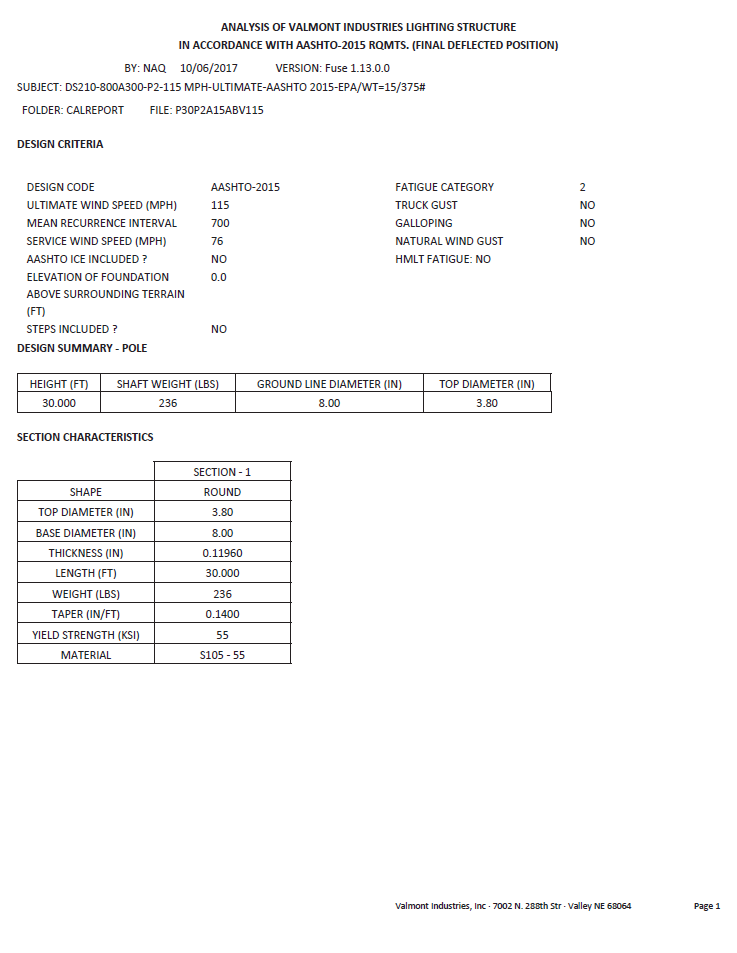 ANALYSIS OF VALMONT INDUSTRIES LIGHTING STRUCTURE
IN ACCORDANCE WITH AASHTO-2015 RQMTS. (FINAL DEFLECTED POSITION)
BY: NAQ 10/06/2017 VERSION: Fuse 1.13.0.0
SUBJECT: DS210-800A300-P2-115 MPH-ULTIMATE-AASHTO 2015-EPA/WT=15/375#
FOLDER: CALREPORT FILE: P30P2A15ABV115
DESIGN CRITERIA
DESIGN CODE AASHTO-2015 FATIGUE CATEGORY 2
ULTIMATE WIND SPEED (MPH) 115 TRUCK GUST NO
MEAN RECURRENCE INTERVAL 700 GALLOPING NO
SERVICE WIND SPEED (MPH) 76 NATURAL WIND GUST NO
AASHTO ICE INCLUDED ? NO HMLT FATIGUE: NO
ELEVATION OF FOUNDATION 0.0
ABOVE SURROUNDING TERRAIN
(FT)
STEPS INCLUDED ? NO
DESIGN SUMMARY - POLE
HEIGHT (FT) SHAFT WEIGHT (LBS) GROUND LINE DIAMETER (IN) TOP DIAMETER (IN)
30.000 236 8.00 3.80
SECTION CHARACTERISTICS
SECTION - 1
SHAPE ROUND
TOP DIAMETER (IN) 3.80
BASE DIAMETER (IN) 8.00
THICKNESS (IN) 0.11960
LENGTH (FT) 30.000
WEIGHT (LBS) 236
TAPER (IN/FT) 0.1400
YIELD STRENGTH (KSI) 55
MATERIAL S105 - 55
Valmont Industries, Inc - 7002 N. 288th Str - Valley NE 68064 Page 1